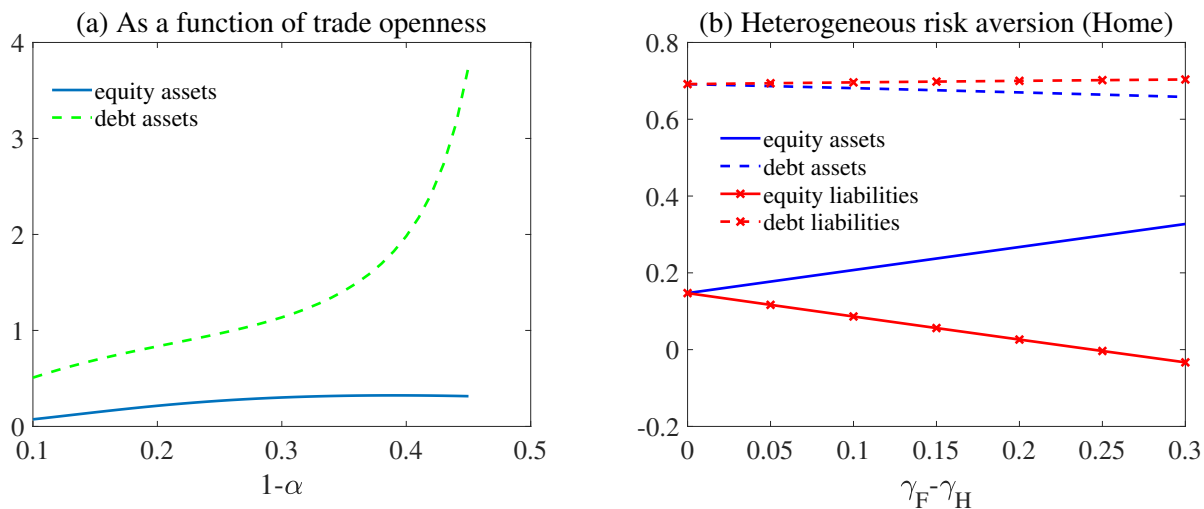 (a) As a function of trade openness
4
3
2
1
0
equity assets
debt assets
0.1 0.2 0.3 0.4 0.5
1-α
(b) Heterogeneous risk aversion (Home)
0.8
0.6
0.4
0.2
0
-0.2
equity assets
debt assets
equity liabilities
debt liabilities
0 0.05 0.1 0.15 0.2 0.25 0.3
γ_F-γ_H